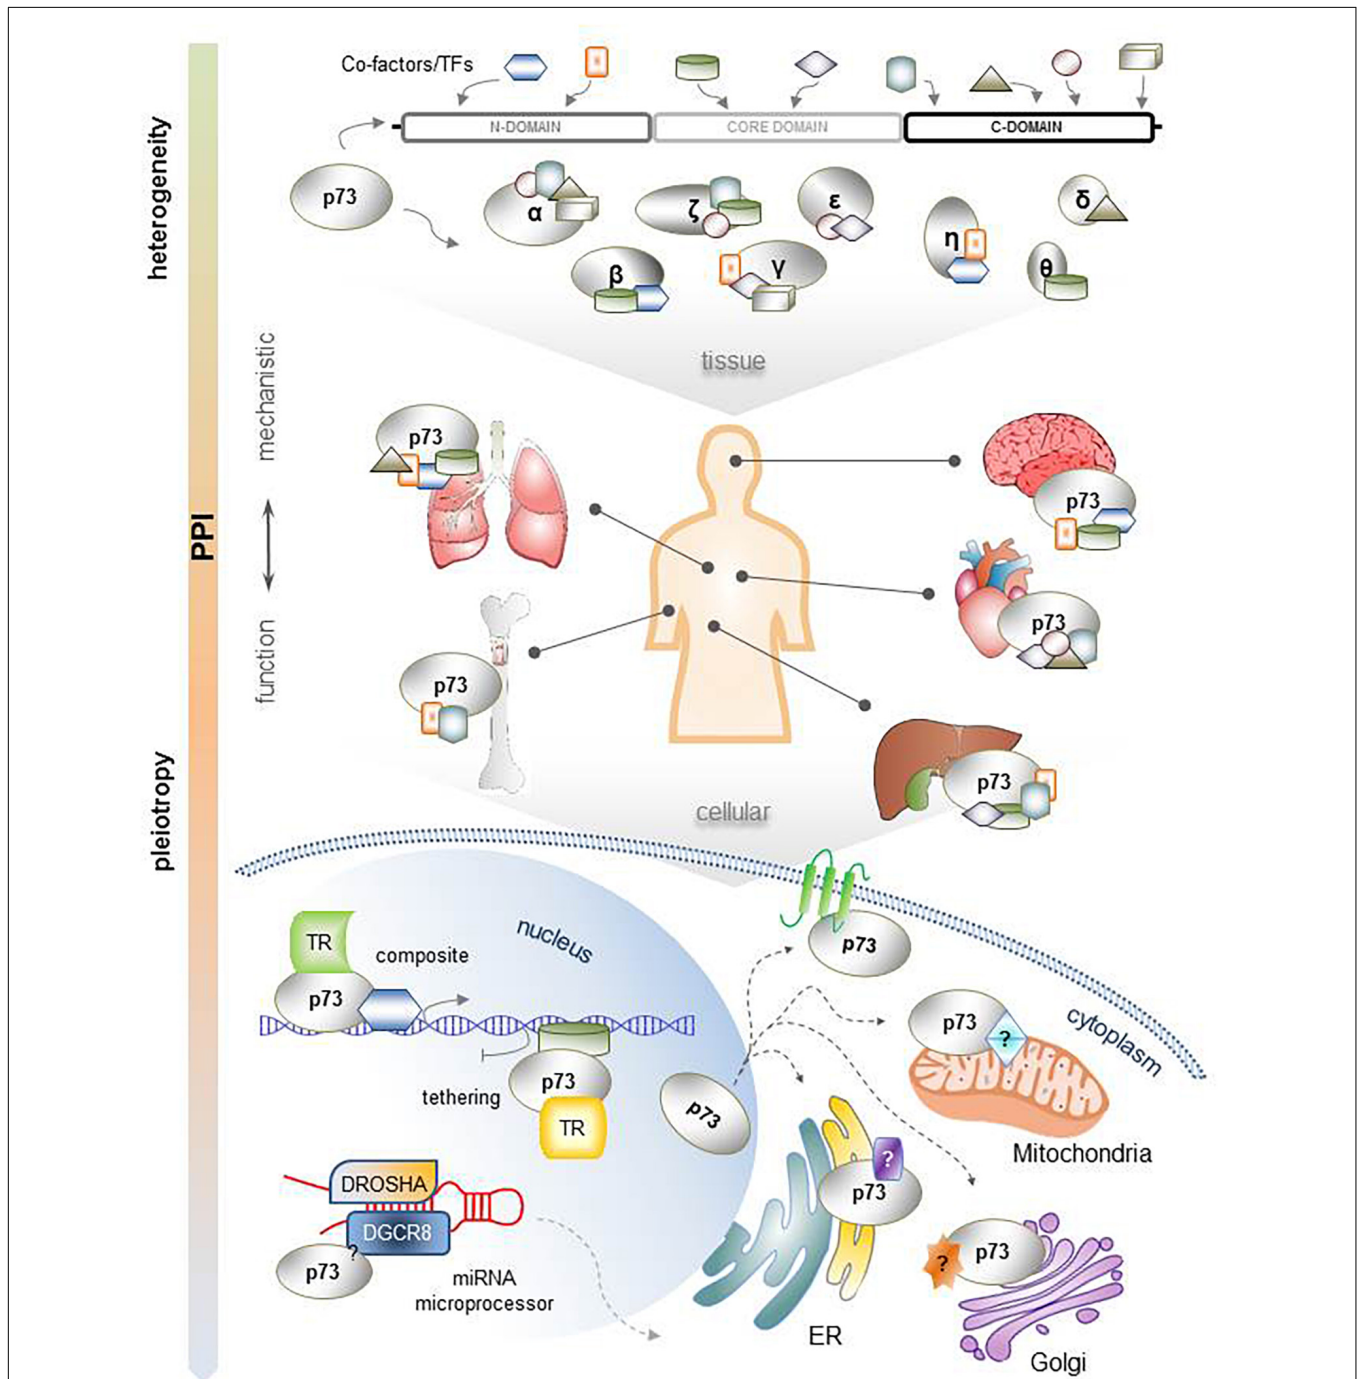 Co-factors/TFs
N-DOMAIN
CORE DOMAIN
C-DOMAIN
heterogeneity
p73
α
ζ
ε
η
δ
β
γ
θ
tissue
mechanistic
p73
p73
PPI
p73
function
p73
p73
pleiotropy
cellular
nucleus
TR
composite
p73
p73
cytoplasm
p73
?
p73
tethering
TR
p73
Mitochondria
?
p73
DROSHA
DGCR8
?
p73
miRNA
microprocessor
p73
?
ER
Golgi